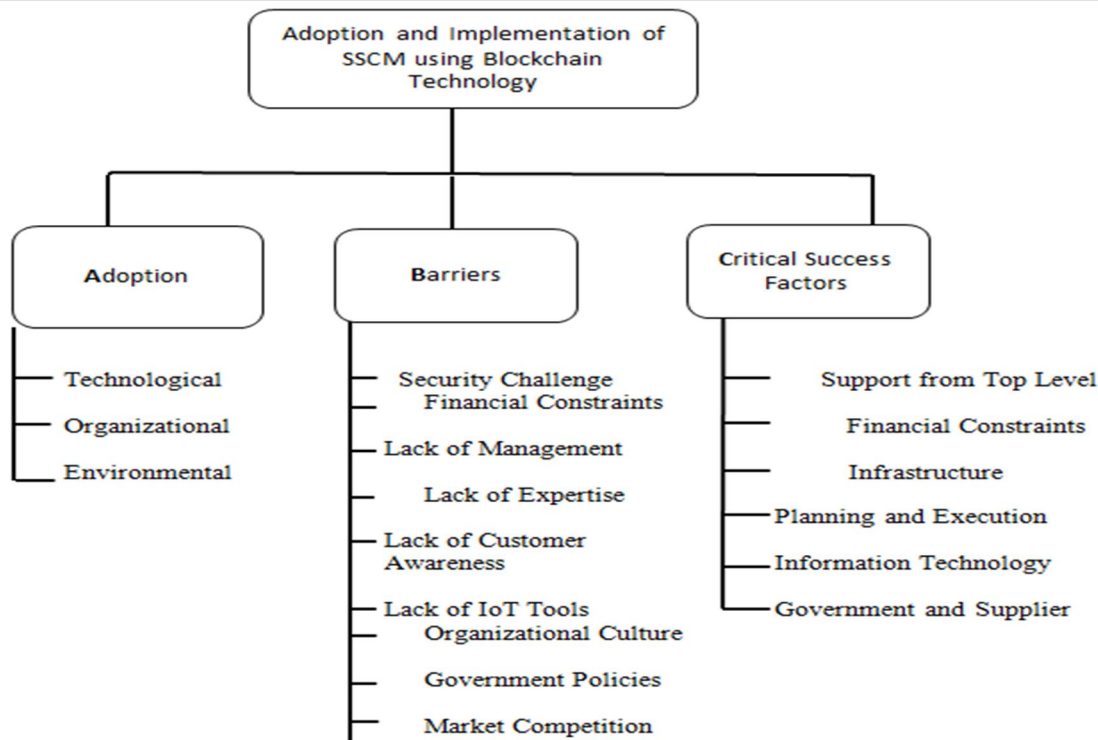 Adoption and Implementation of
SSCM using Blockchain
Technology
Adoption
Technological
Organizational
Environmental
Barriers
Security Challenge
Financial Constraints
Lack of Management
Lack of Expertise
Lack of Customer
Awareness
Lack of IoT Tools
Organizational Culture
Government Policies
Market Competition
Critical Success
Factors
Support from Top Level
Financial Constraints
Infrastructure
Planning and Execution
Information Technology
Government and Supplier